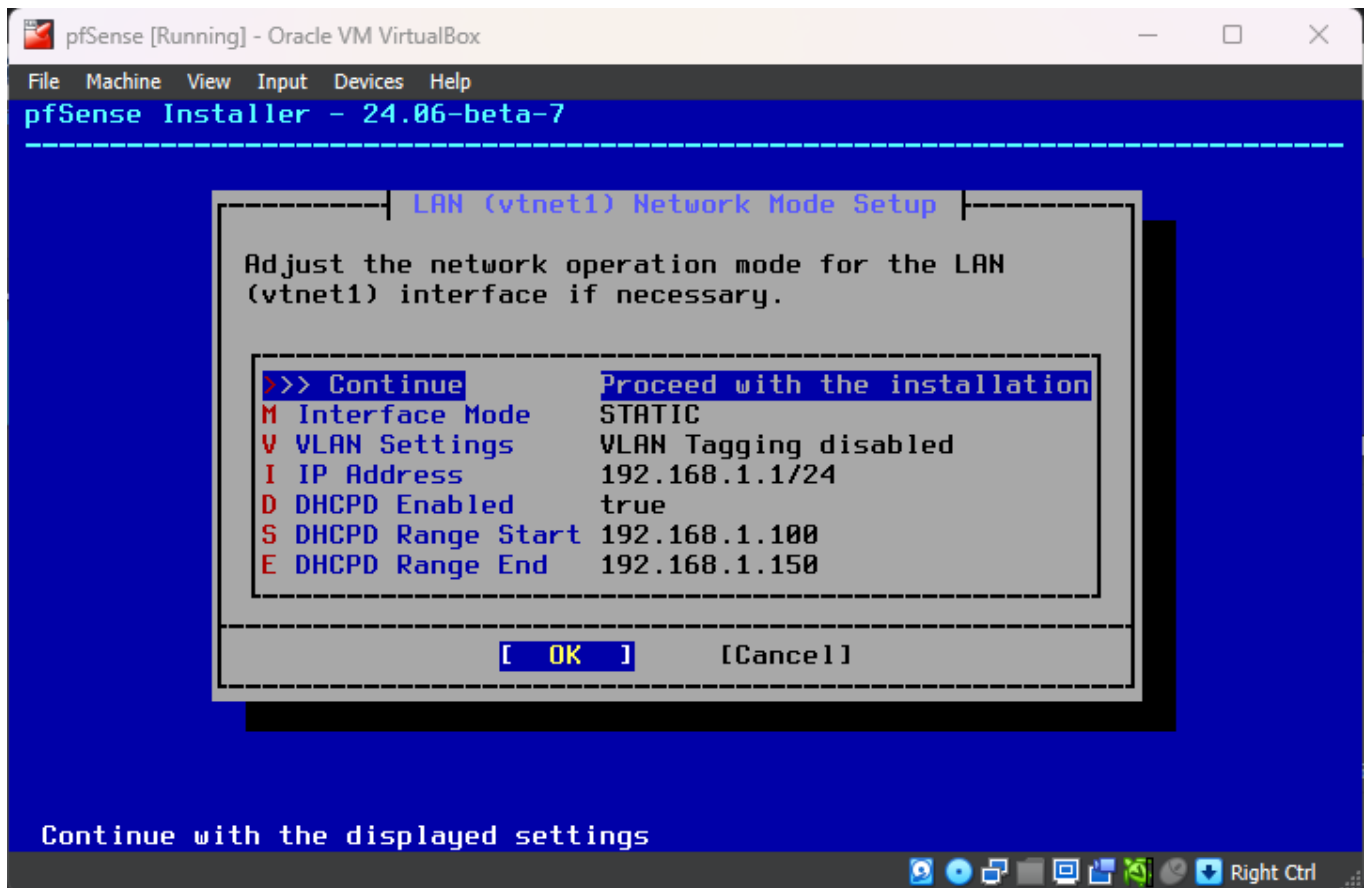 pfSense [Running] - Oracle VM VirtualBox
File Machine View Input Devices Help
pfSense Installer - 24.06-beta-7
LAN (vtnet1) Network Mode Setup
Adjust the network operation mode for the LAN
(vtnet1) interface if necessary.
>>> Continue Proceed with the installation
M Interface Mode STATIC
V VLAN Settings VLAN Tagging disabled
I IP Address 192.168.1.1/24
D DHCPD Enabled true
S DHCPD Range Start 192.168.1.100
E DHCPD Range End 192.168.1.150
[ OK ] [Cancel]
Continue with the displayed settings
Right Ctrl